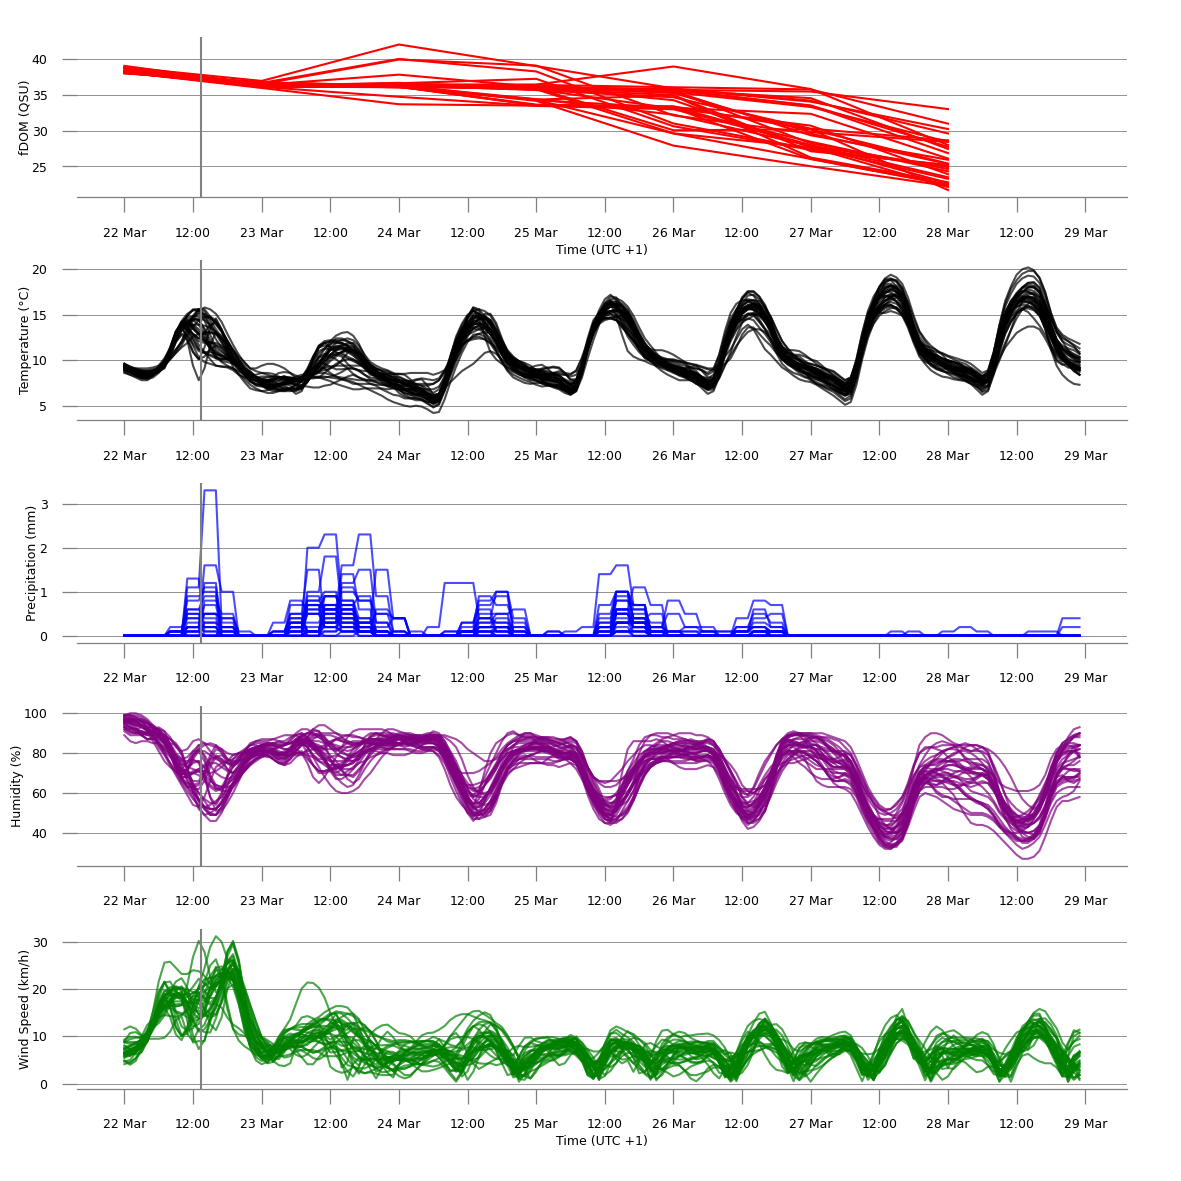 40
35
30
25
fDOM (QSU)
22 Mar 12:00 23 Mar 12:00 24 Mar 12:00 25 Mar 12:00 26 Mar 12:00 27 Mar 12:00 28 Mar 12:00 29 Mar
Time (UTC +1)
20
15
10
5
Temperature (°C)
22 Mar 12:00 23 Mar 12:00 24 Mar 12:00 25 Mar 12:00 26 Mar 12:00 27 Mar 12:00 28 Mar 12:00 29 Mar
3
2
1
0
Precipitation (mm)
22 Mar 12:00 23 Mar 12:00 24 Mar 12:00 25 Mar 12:00 26 Mar 12:00 27 Mar 12:00 28 Mar 12:00 29 Mar
100
80
60
40
Humidity (%)
22 Mar 12:00 23 Mar 12:00 24 Mar 12:00 25 Mar 12:00 26 Mar 12:00 27 Mar 12:00 28 Mar 12:00 29 Mar
30
20
10
0
Wind Speed (km/h)
22 Mar 12:00 23 Mar 12:00 24 Mar 12:00 25 Mar 12:00 26 Mar 12:00 27 Mar 12:00 28 Mar 12:00 29 Mar
Time (UTC +1)